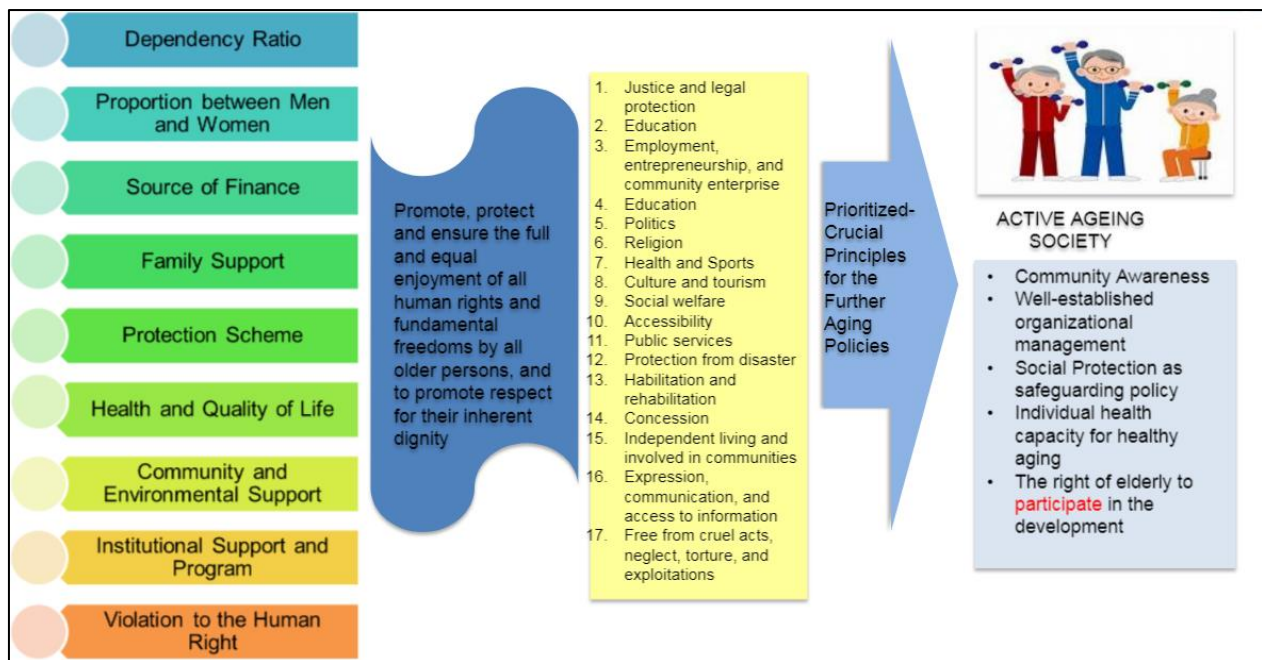 Dependency Ratio
Proportion between Men
and Women
Source of Finance
Family Support
Protection Scheme
Health and Quality of Life
Community and
Environmental Support
Institutional Support and
Program
Violation to the Human
Right
Promote, protect
and ensure the full
and equal
enjoyment of all
human rights and
fundamental
freedoms by all
older persons, and
to promote respect
for their inherent
dignity
1. Justice and legal
protection
2. Education
3. Employment,
entrepreneurship, and
community enterprise
4. Education
5. Politics
6. Religion
7. Health and Sports
8. Culture and tourism
9. Social welfare
10. Accessibility
11. Public services
12. Protection from disaster
13. Habilitation and
rehabilitation
14. Concession
15. Independent living and
involved in communities
16. Expression,
communication, and
access to information
17. Free from cruel acts,
neglect, torture, and
exploitations
Prioritized-
Crucial
Principles
for the
Further
Aging
Policies
ACTIVE AGEING
SOCIETY
• Community Awareness
• Well-established
organizational
management
• Social Protection as
safeguarding policy
• Individual health
capacity for healthy
aging
• The right of elderly to
participate in the
development